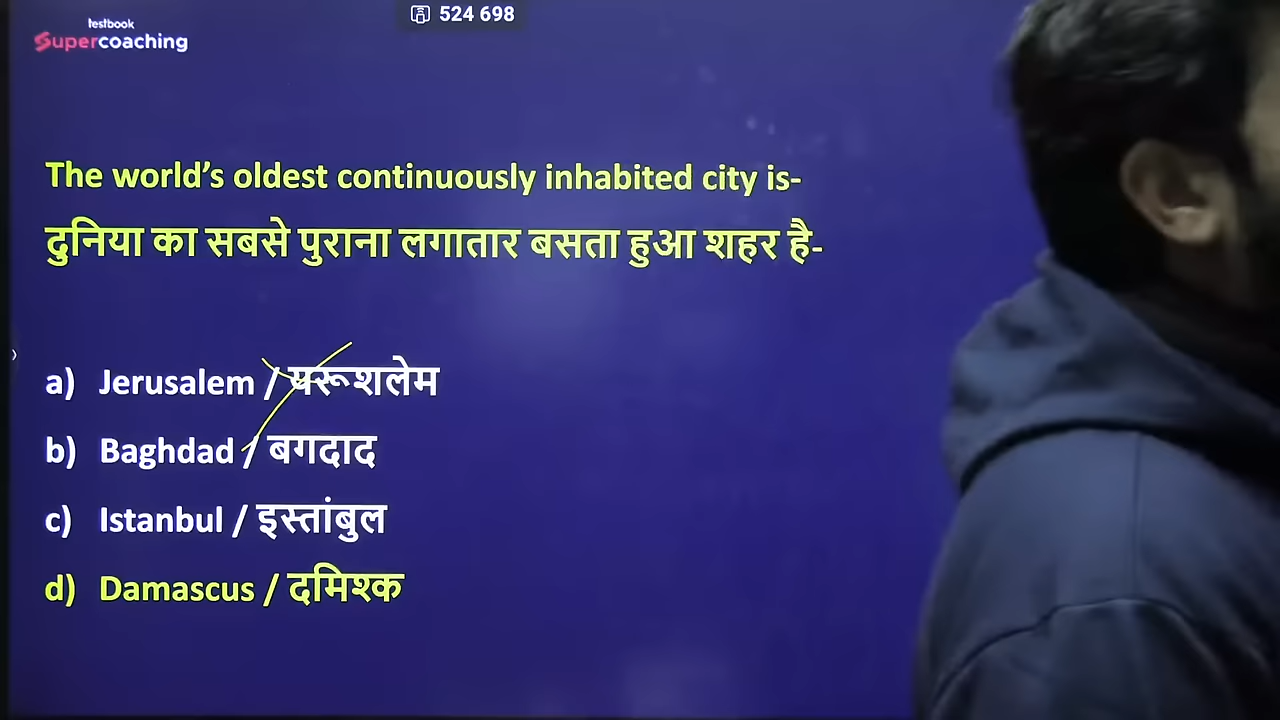 testbook
Supercoaching
524 698
The world's oldest continuously inhabited city is-
दुनिया का सबसे पुराना लगातार बसता हुआ शहर है-
a) Jerusalem / यरूशलेम
b) Baghdad / बगदाद
c) Istanbul / इस्तांबुल
d) Damascus / दमिश्क